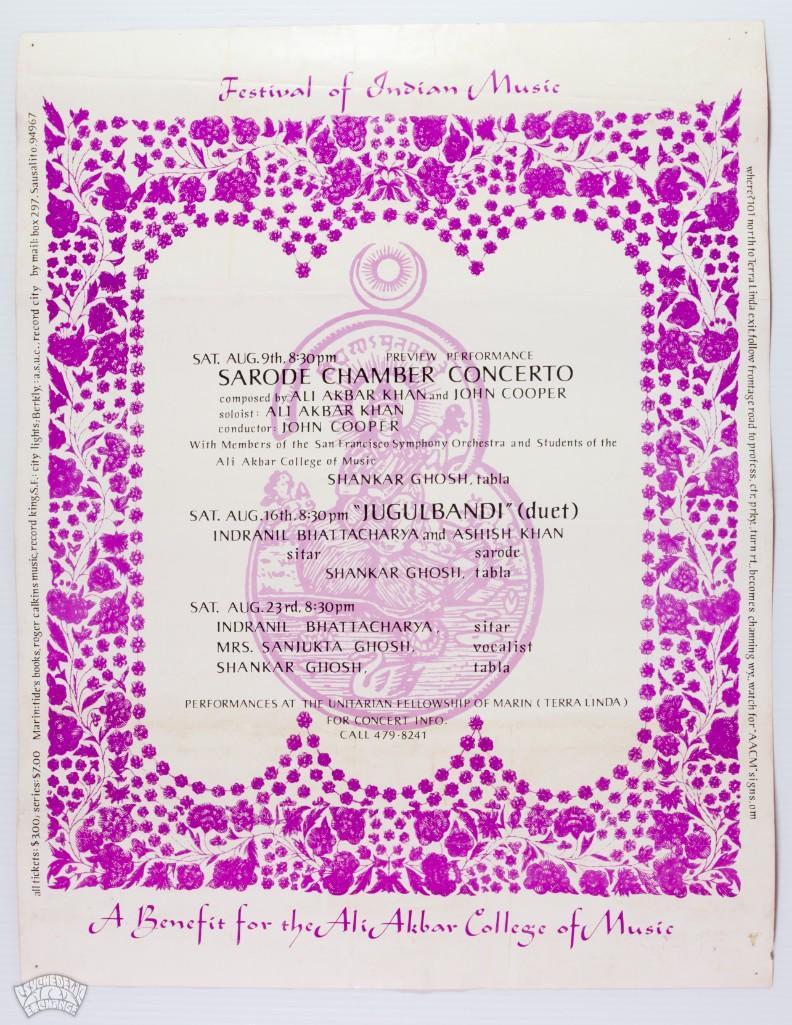 Festival of Indian Music
SAT. AUG. 9th, 8:30pm PREVIEW PERFORMANCE
SARODE CHAMBER CONCERTO
composed by: ALI AKBAR KHAN and JOHN COOPER
soloist: ALI AKBAR KHAN
conductor: JOHN COOPER
With Members of the San Francisco Symphony Orchestra and Students of the
Ali Akbar College of Music
SHANKAR GHOSH, tabla
SAT. AUG. 16th, 8:30pm "JUGULBANDI" (duet)
INDRANIL BHATTACHARYA and ASHISH KHAN
sitar sarode
SHANKAR GHOSH, tabla
SAT. AUG. 23rd, 8:30pm
INDRANIL BHATTACHARYA, sitar
MRS. SANJUKTA GHOSH, vocalist
SHANKAR GHOSH, tabla
PERFORMANCES AT THE UNITARIAN FELLOWSHIP OF MARIN (TERRA LINDA)
FOR CONCERT INFO.
CALL 479-8241
A Benefit for the Ali Akbar College of Music
all tickets: $3.00, series: $7.00 Marin: tides books, roger calkins music, record king, S.F.: city lights; Berkly: a.s.u.c., record city by mail: box 297, Sausalito. 94967
where? 101 north to Terra Linda exit, follow frontage road to profess. ctr. prky., turn rt., becomes channing wy., watch for "AACM" signs.
PSYCHEDELIC
ART
EXCHANGE